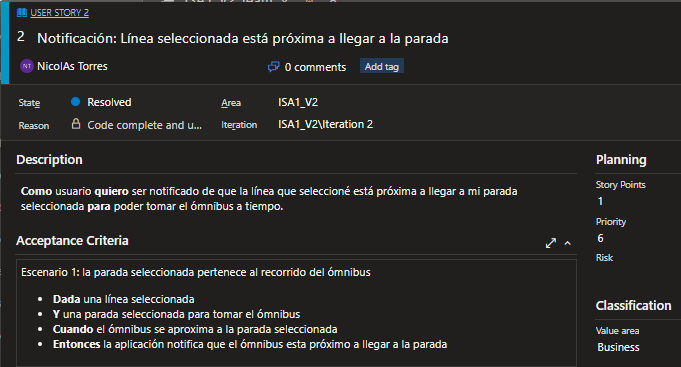 USER STORY 2
2 Notificación: Línea seleccionada está próxima a llegar a la parada
NT NicolAs Torres 0 comments Add tag
State Resolved Area ISA1_V2
Reason Code complete and u... Iteration ISA1_V2\Iteration 2
Description
Como usuario quiero ser notificado de que la línea que seleccioné está próxima a llegar a mi parada
seleccionada para poder tomar el ómnibus a tiempo.
Acceptance Criteria
Escenario 1: la parada seleccionada pertenece al recorrido del ómnibus
• Dada una línea seleccionada
• Y una parada seleccionada para tomar el ómnibus
• Cuando el ómnibus se aproxima a la parada seleccionada
• Entonces la aplicación notifica que el ómnibus esta próximo a llegar a la parada
Planning
Story Points
1
Priority
6
Risk
Classification
Value area
Business